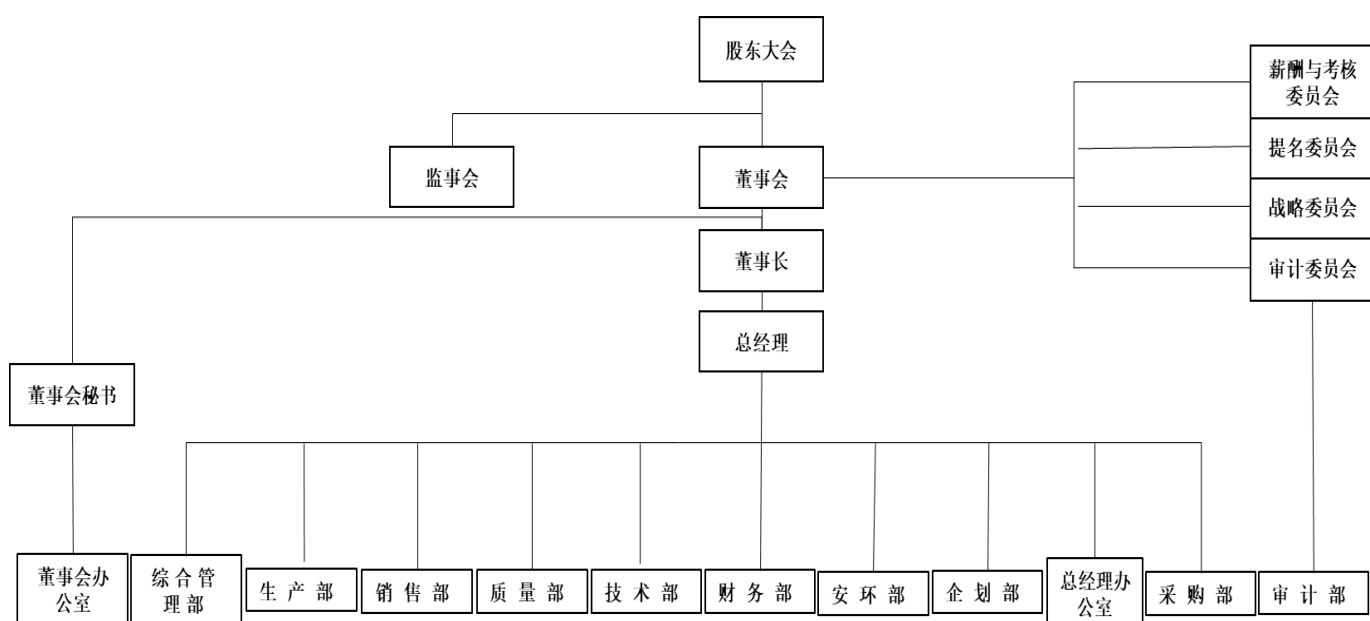 股东大会
薪酬与考核
委员会
提名委员会
监事会
董事会
战略委员会
董事长
审计委员会
总经理
董事会秘书
董事会办
公室
综合管
理部
生产部
销售部
质量部
技术部
财务部
安环部
企划部
总经理办
公室
采购部
审计部